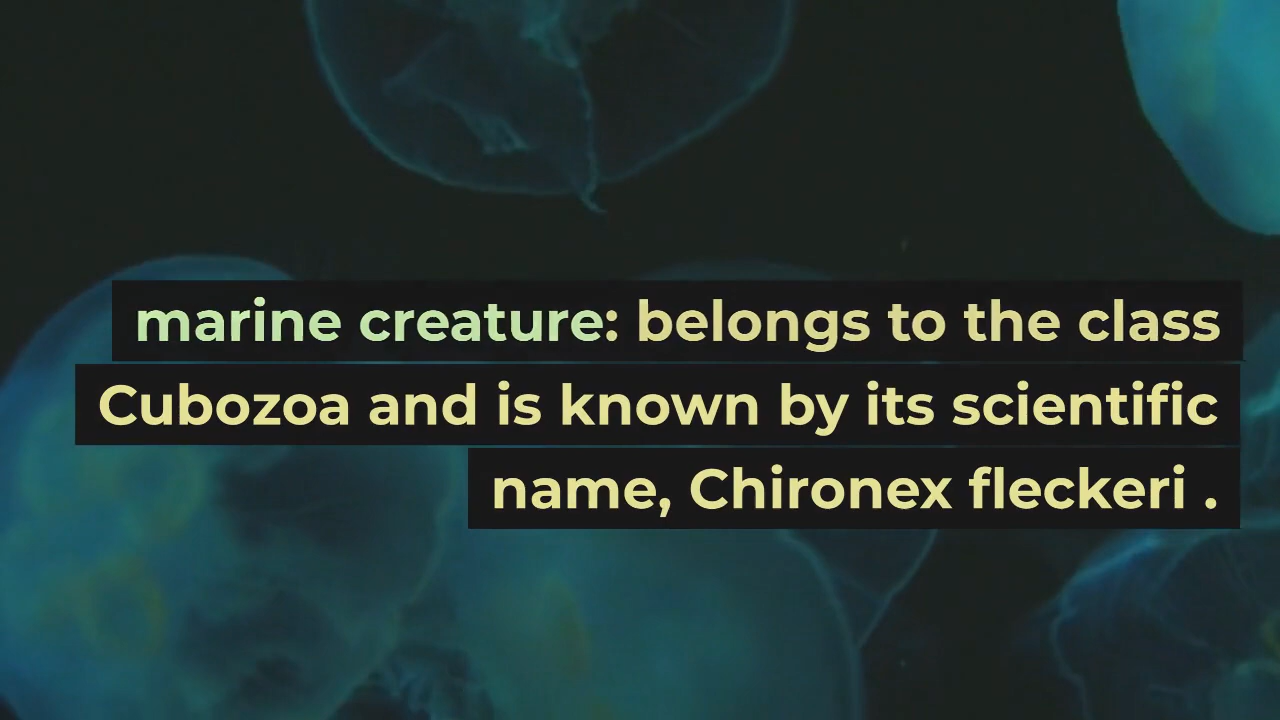 marine creature: belongs to the class
Cubozoa and is known by its scientific
name, Chironex fleckeri .